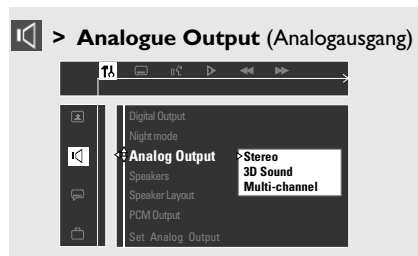 > Analogue Output (Analogausgang)
Digital Output
Night mode
Analog Output
Stereo
3D Sound
Multi-channel
Speakers
Speaker Layout
PCM Output
Set Analog Output